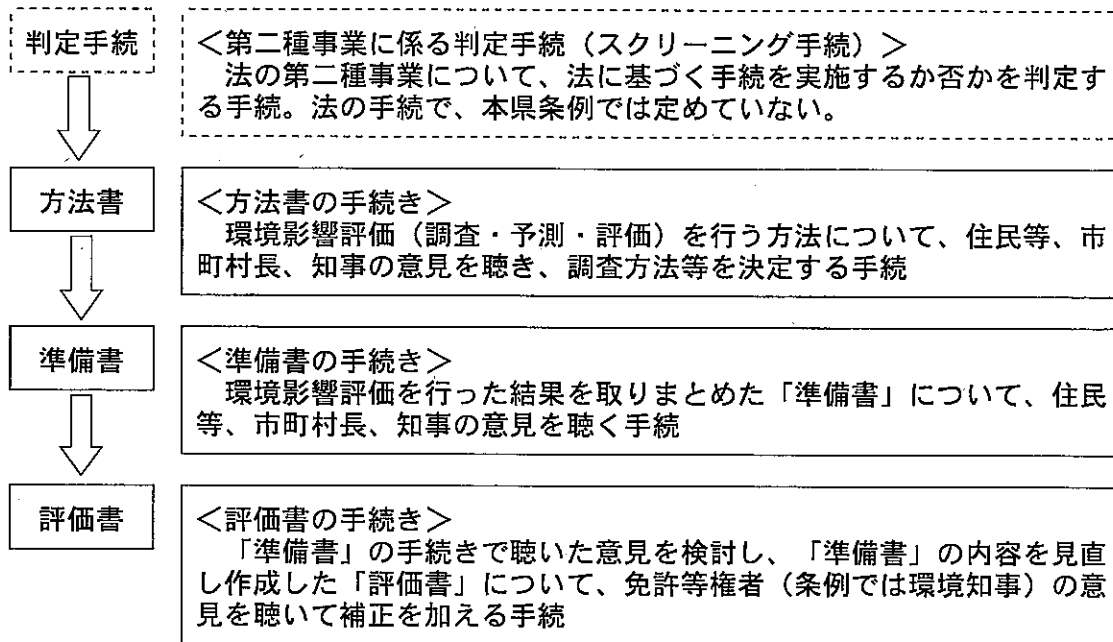 判定手続
＜第二種事業に係る判定手続（スクリーニング手続）＞
法の第二種事業について、法に基づく手続を実施するか否かを判定す
る手続。法の手続で、本県条例では定めていない。
方法書
＜方法書の手続き＞
環境影響評価（調査・予測・評価）を行う方法について、住民等、市
町村長、知事の意見を聴き、調査方法等を決定する手続
準備書
＜準備書の手続き＞
環境影響評価を行った結果を取りまとめた「準備書」について、住民
等、市町村長、知事の意見を聴く手続
評価書
＜評価書の手続き＞
「準備書」の手続きで聴いた意見を検討し、「準備書」の内容を見直
し作成した「評価書」について、免許等権者（条例では環境知事）の意
見を聴いて補正を加える手続